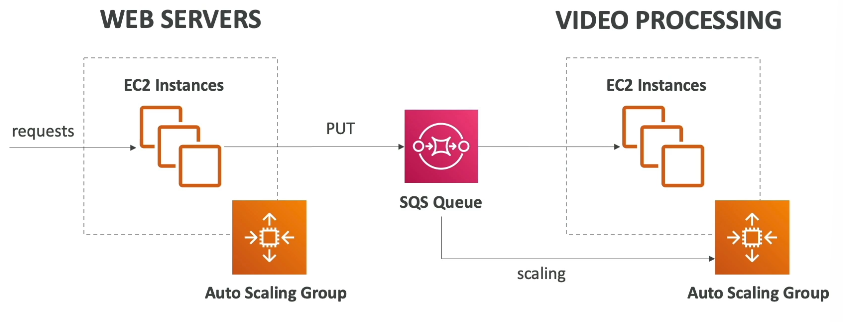 WEB SERVERS
VIDEO PROCESSING
EC2 Instances
EC2 Instances
requests
PUT
SQS Queue
scaling
Auto Scaling Group
Auto Scaling Group